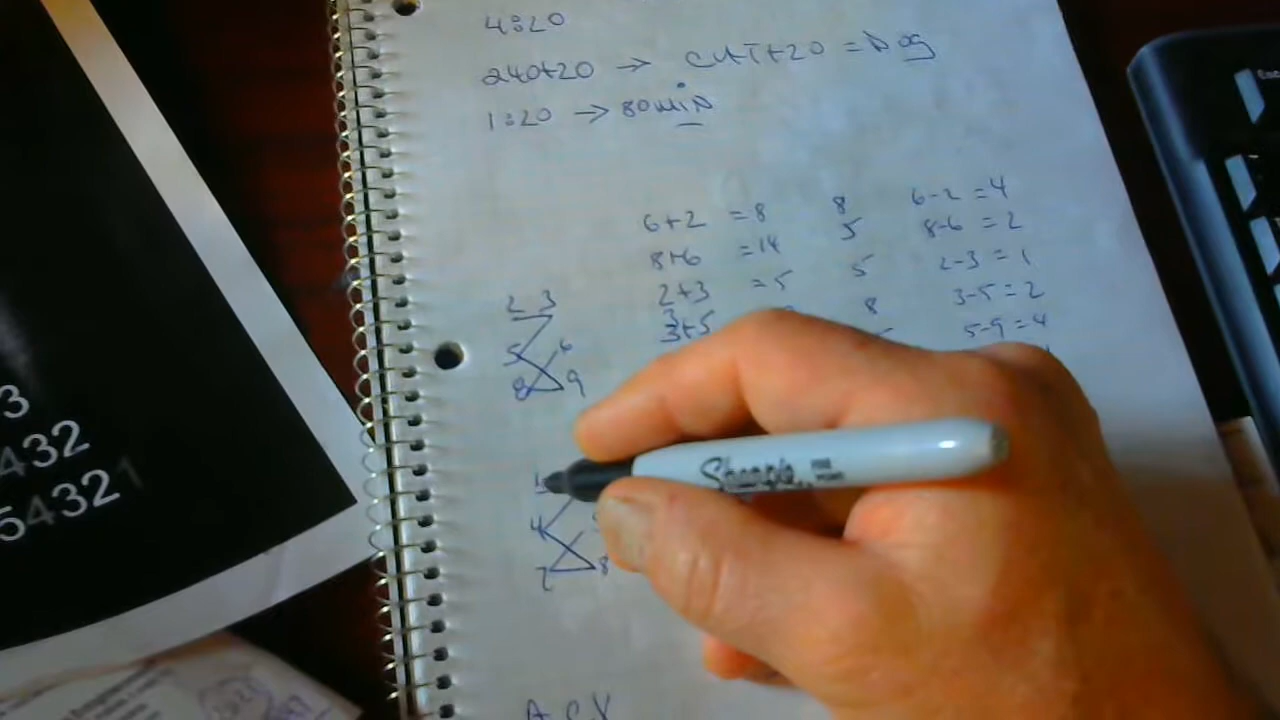 4:20
240+20 → CAT+20 = Dog
1:20 → 80min
6+2 =8 8 6-2 =4
8+6 =14 5 8-6 =2
2+3 =5 5 2-3 =1
3+5 8 3-5=2
5-9=4
2 3
5 6
8 9
4
7 8
Sharpie
3
432
54321